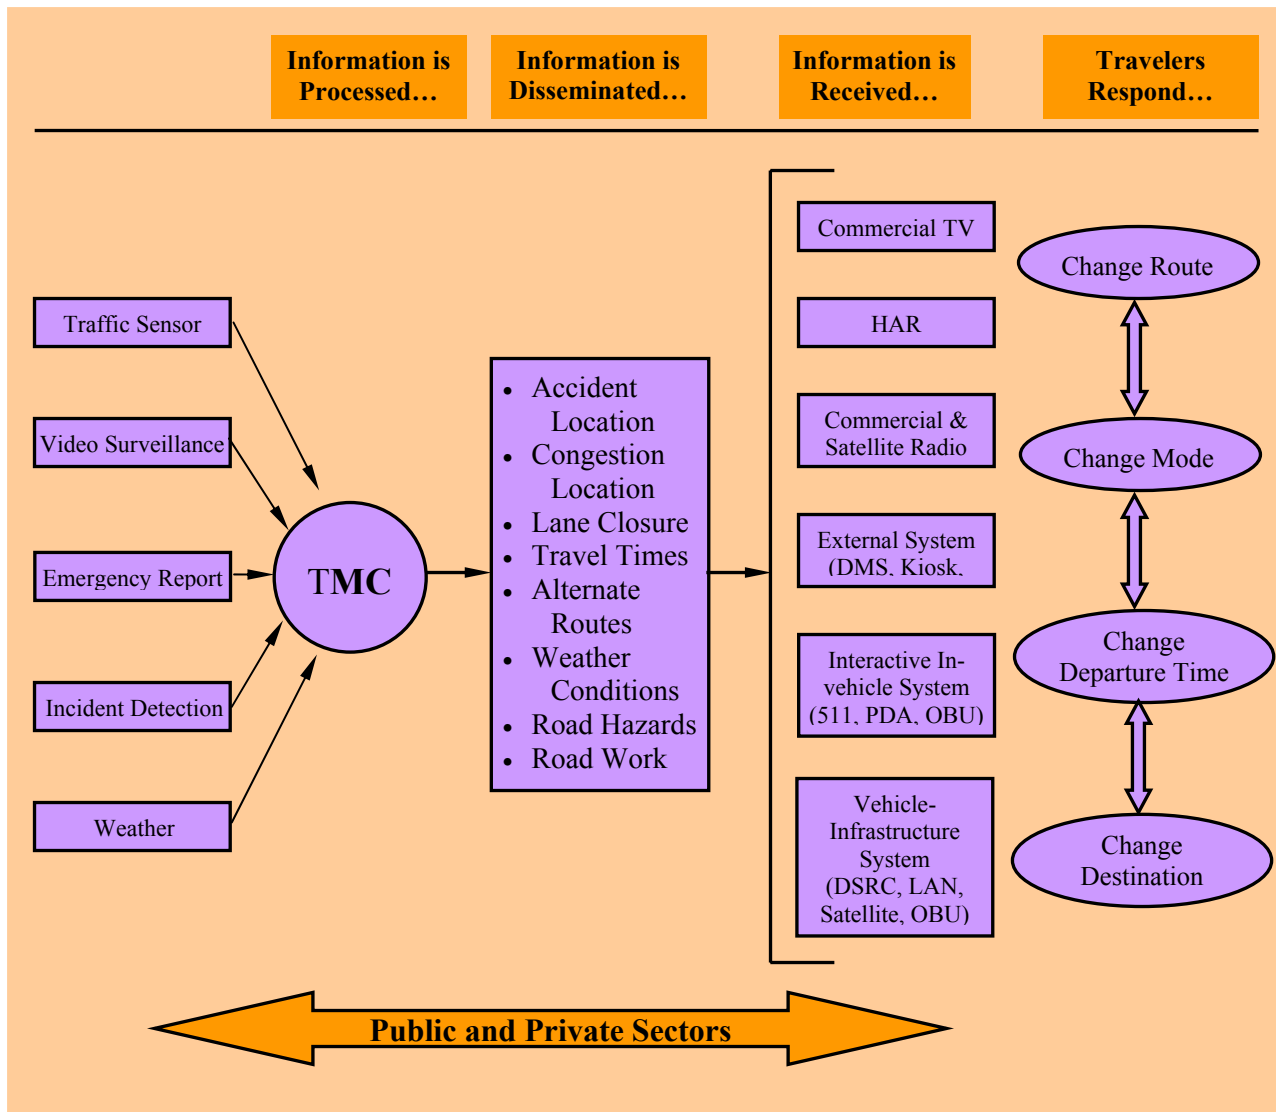 Information is
Processed…
Information is
Disseminated…
Information is
Received…
Travelers
Respond…
Traffic Sensor
Video Surveillance
Emergency Report
Incident Detection
Weather
TMC
• Accident
Location
• Congestion
Location
• Lane Closure
• Travel Times
• Alternate
Routes
• Weather
Conditions
• Road Hazards
• Road Work
Commercial TV
HAR
Commercial &
Satellite Radio
External System
(DMS, Kiosk,
Interactive In-
vehicle System
(511, PDA, OBU)
Vehicle-
Infrastructure
System
(DSRC, LAN,
Satellite, OBU)
Change Route
Change Mode
Change
Departure Time
Change
Destination
Public and Private Sectors